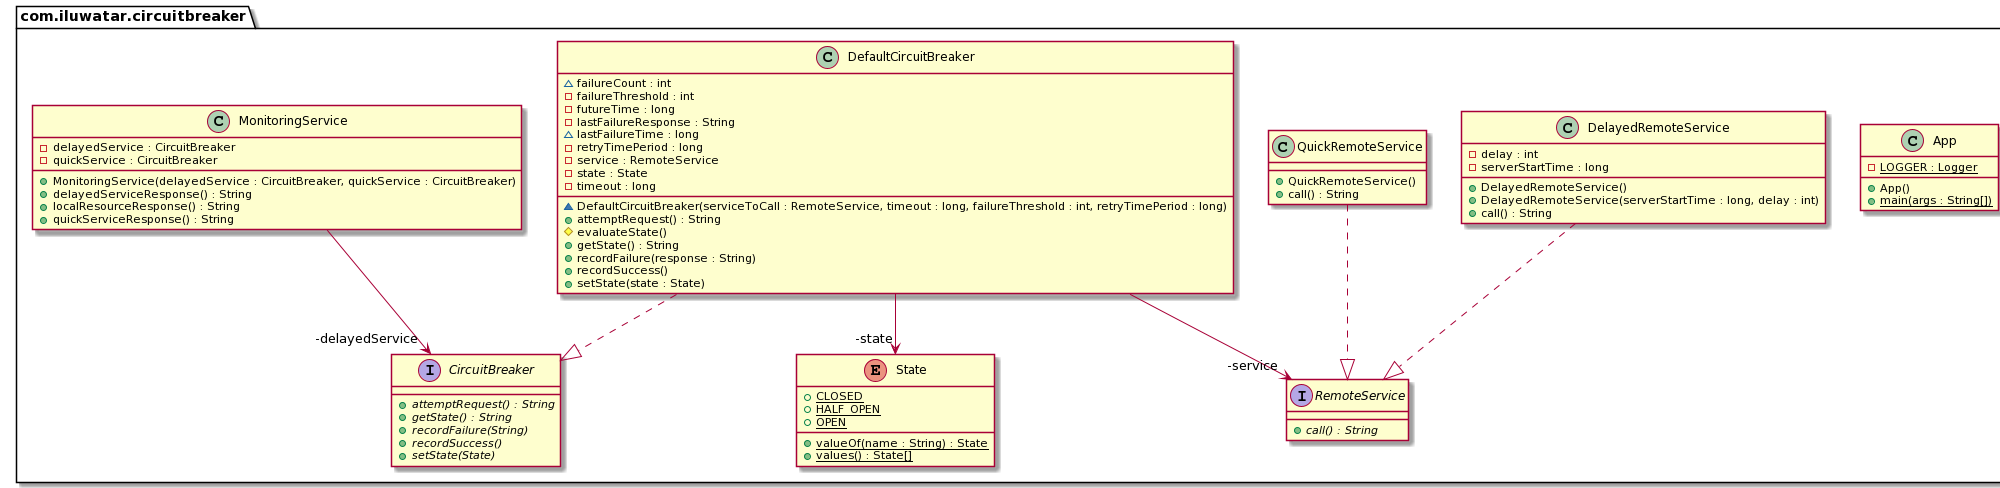 com.iluwatar.circuitbreaker
C MonitoringService
delayedService : CircuitBreaker
quickService : CircuitBreaker
MonitoringService(delayedService : CircuitBreaker, quickService : CircuitBreaker)
delayedServiceResponse() : String
localResourceResponse() : String
quickServiceResponse() : String
C DefaultCircuitBreaker
failureCount : int
failureThreshold : int
futureTime : long
lastFailureResponse : String
lastFailureTime : long
retryTimePeriod : long
service : RemoteService
state : State
timeout : long
DefaultCircuitBreaker(serviceToCall : RemoteService, timeout : long, failureThreshold : int, retryTimePeriod : long)
attemptRequest() : String
evaluateState()
getState() : String
recordFailure(response : String)
recordSuccess()
setState(state : State)
C QuickRemoteService
QuickRemoteService()
call() : String
C DelayedRemoteService
delay : int
serverStartTime : long
DelayedRemoteService()
DelayedRemoteService(serverStartTime : long, delay : int)
call() : String
C App
LOGGER : Logger
App()
main(args : String[])
-delayedService
-state
-service
I CircuitBreaker
attemptRequest() : String
getState() : String
recordFailure(String)
recordSuccess()
setState(State)
E State
CLOSED
HALF_OPEN
OPEN
valueOf(name : String) : State
values() : State[]
I RemoteService
call() : String